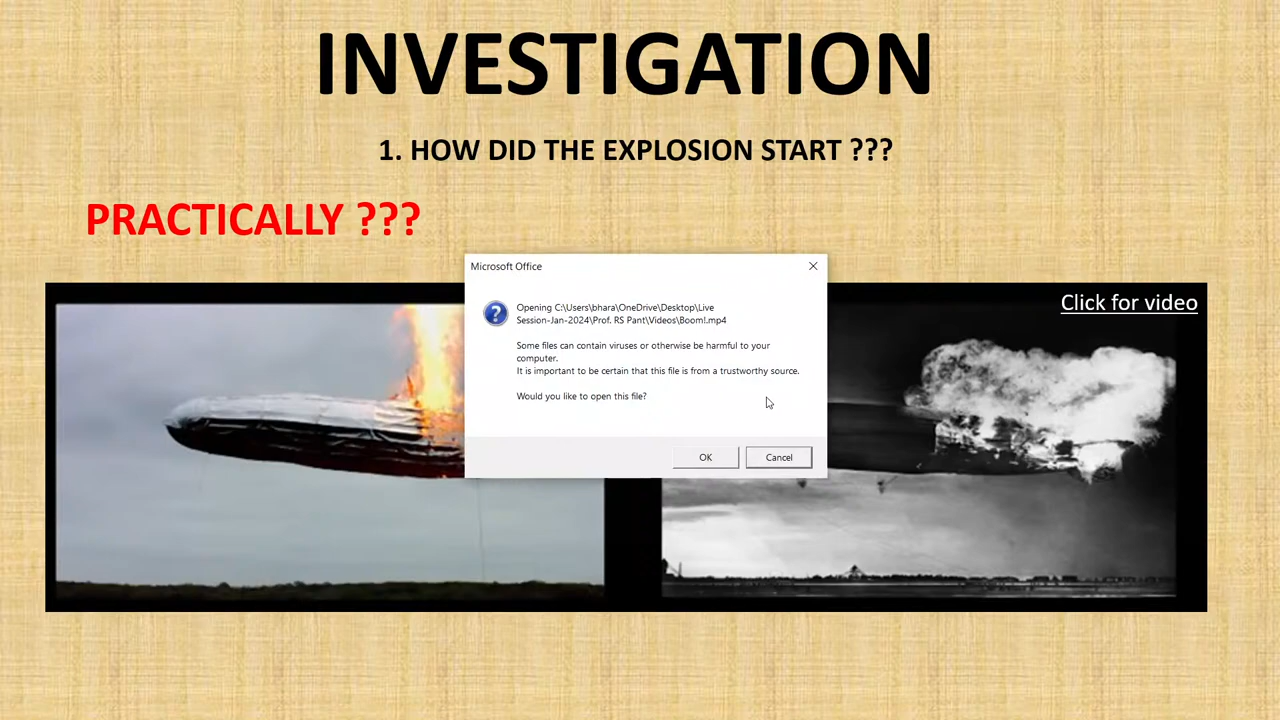 INVESTIGATION
1. HOW DID THE EXPLOSION START ???
PRACTICALLY ???
Microsoft Office
Click for video
Opening C:\Users\bhara\OneDrive\Desktop\Live
Session-Jan-2024\Prof. RS Pant\Videos\Boom!.mp4
Some files can contain viruses or otherwise be harmful to your
computer.
It is important to be certain that this file is from a trustworthy source.
Would you like to open this file?
OK
Cancel